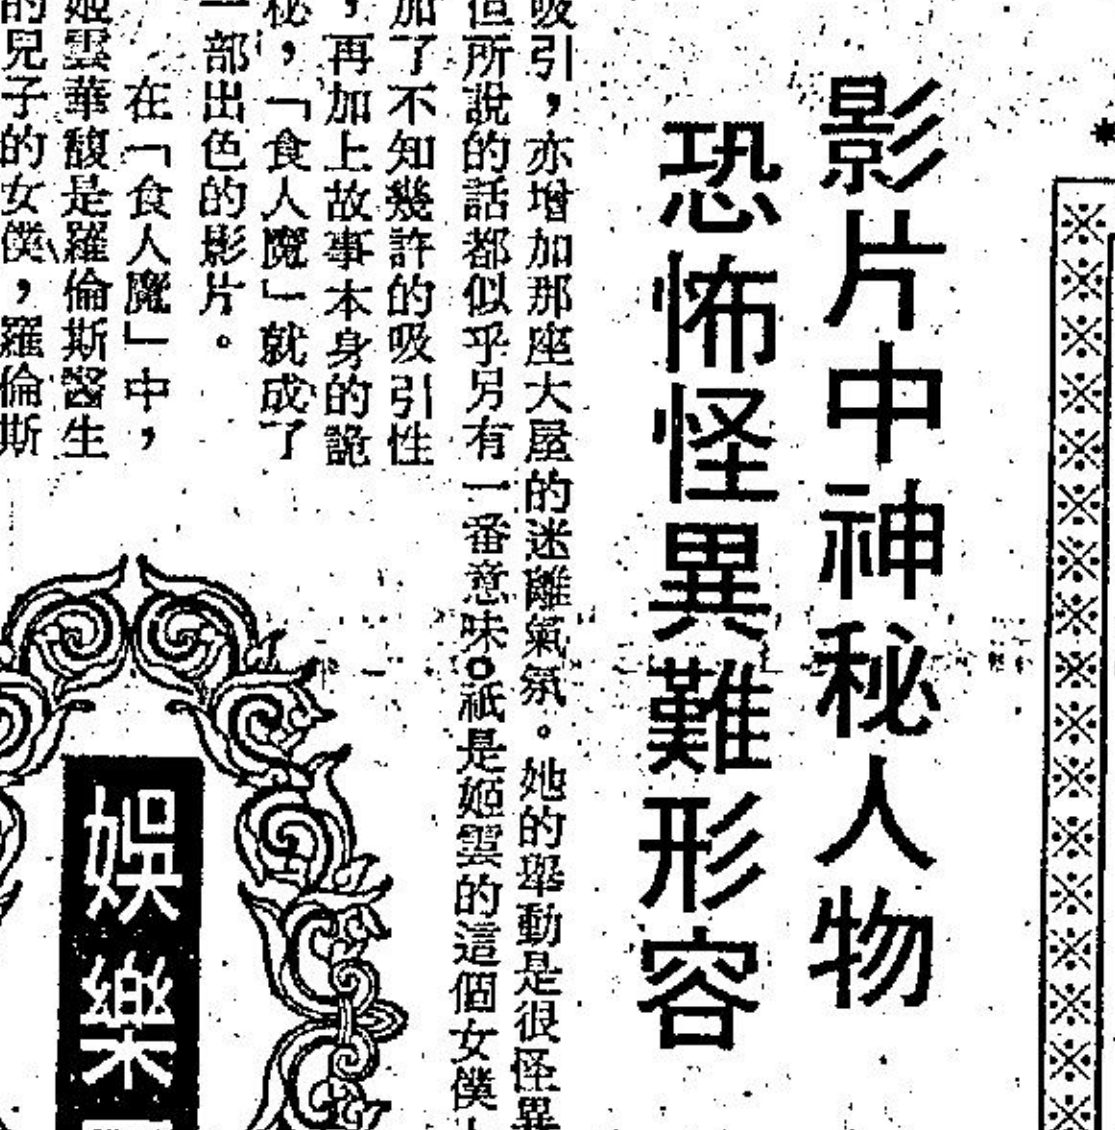 影片中神秘人物
恐怖怪異難形容
吸引，亦增加那座大屋的迷離氣氛。她的舉動是很怪異
但所說的話都似乎另有一番意味。祇是姬雲的這個女僕
加了不知幾許的吸引性
，再加上故事本身的詭
秘，「食人魔」就成了
一部出色的影片。
在「食人魔」中，
姬雲華馥是羅倫斯醫生
的兒子的女僕，羅倫斯
娛樂